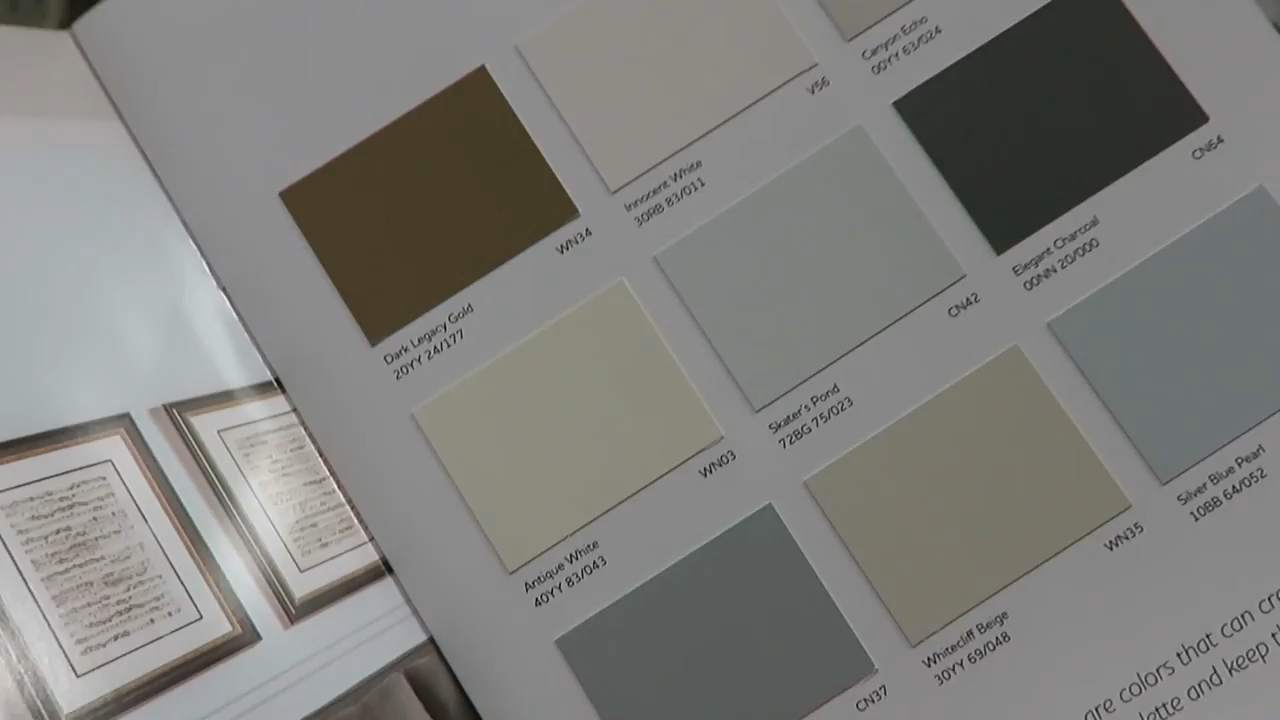 Canyon Echo
00YY 63/024
V56
Innocent White
30RB 83/011
WN34
Dark Legacy Gold
20YY 24/177
CN64
Elegant Charcoal
00NN 20/000
CN42
Skater's Pond
72BG 75/023
WN03
Antique White
40YY 83/043
Silver Blue Pearl
10BB 64/052
WN35
Whitecliff Beige
30YY 69/048
CN37
are colors that can
and keep